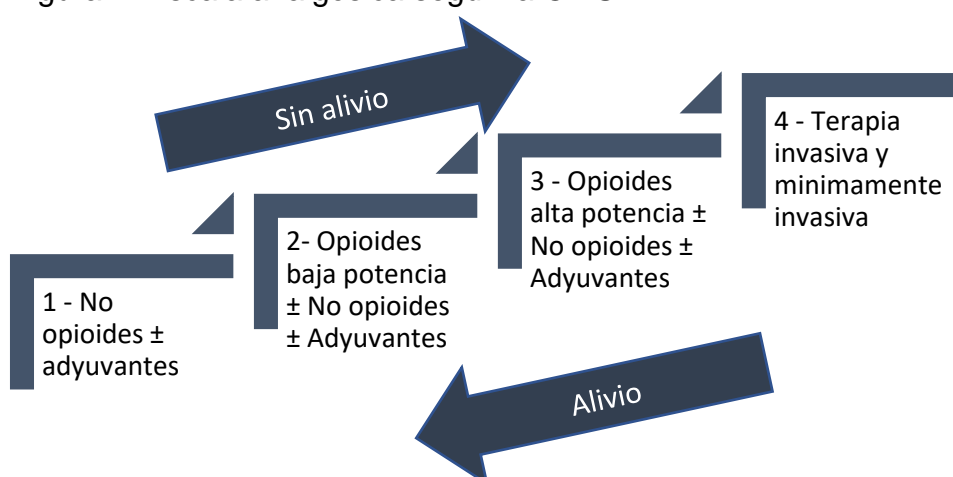 Sin alivio
4 - Terapia
invasiva y
minimamente
invasiva
3 - Opioides
alta potencia ±
No opioides ±
Adyuvantes
2- Opioides
baja potencia
± No opioides
± Adyuvantes
1 - No
opioides ±
adyuvantes
Alivio